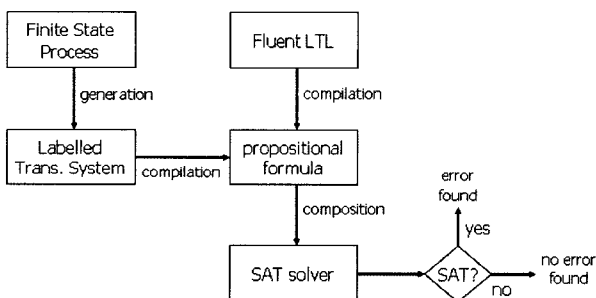 Finite State
Process
Fluent LTL
generation
compilation
Labelled
Trans. System
compilation
propositional
formula
composition
error
found
yes
SAT solver
SAT?
no
no error
found